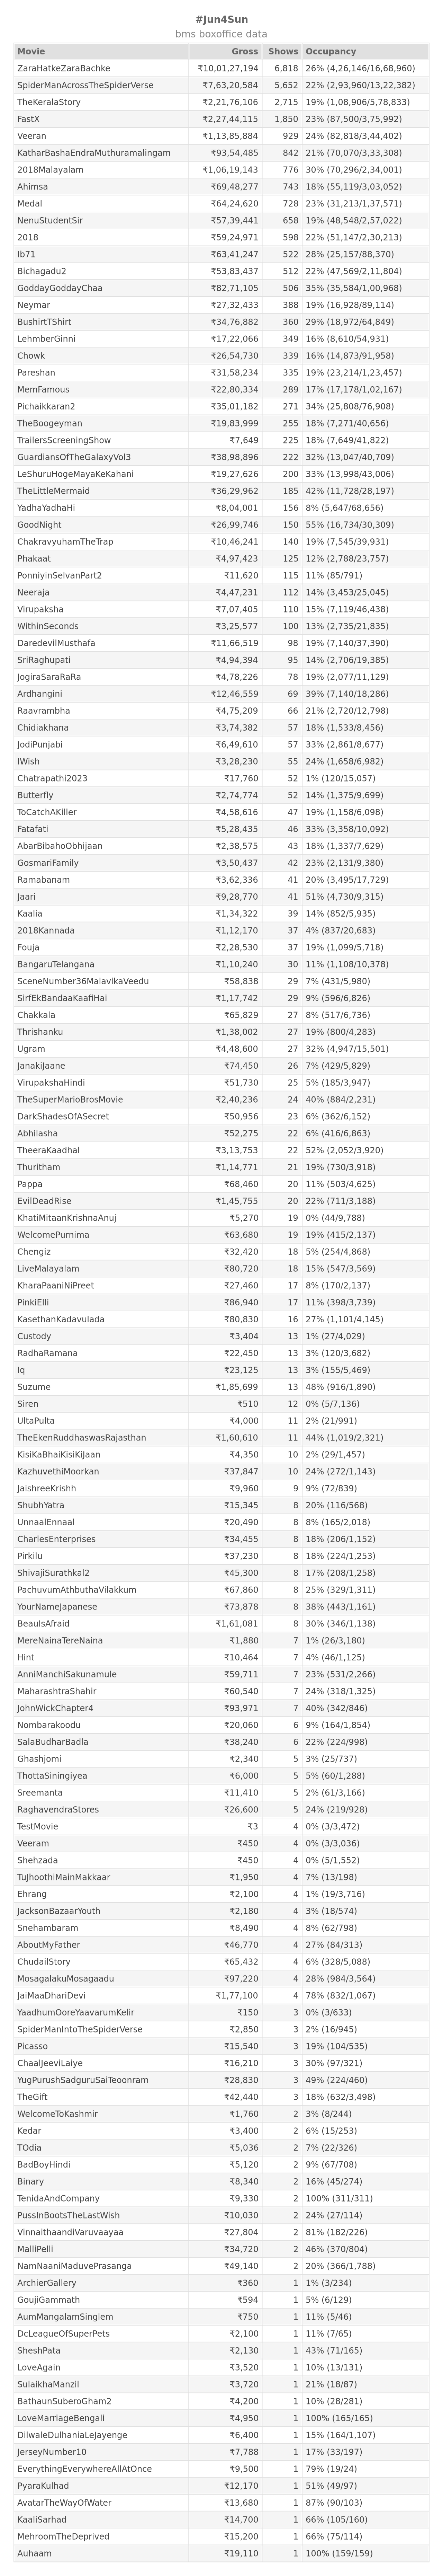 #Jun4Sun
bms boxoffice data
Movie Gross Shows Occupancy
ZaraHatkeZaraBachke ₹10,01,27,194 6,818 26% (4,26,146/16,68,960)
SpiderManAcrossTheSpiderVerse ₹7,63,20,584 5,652 22% (2,93,960/13,22,382)
TheKeralaStory ₹2,21,76,106 2,715 19% (1,08,906/5,78,833)
FastX ₹2,27,44,115 1,850 23% (87,500/3,75,992)
Veeran ₹1,13,85,884 929 24% (82,818/3,44,402)
KatharBashaEndraMuthuramalingam ₹93,54,485 842 21% (70,070/3,33,308)
2018Malayalam ₹1,06,19,143 776 30% (70,296/2,34,001)
Ahimsa ₹69,48,277 743 18% (55,119/3,03,052)
Medal ₹64,24,620 728 23% (31,213/1,37,571)
NenuStudentSir ₹57,39,441 658 19% (48,548/2,57,022)
2018 ₹59,24,971 598 22% (51,147/2,30,213)
Ib71 ₹63,41,247 522 28% (25,157/88,370)
Bichagadu2 ₹53,83,437 512 22% (47,569/2,11,804)
GoddayGoddayChaa ₹82,71,105 506 35% (35,584/1,00,968)
Neymar ₹27,32,433 388 19% (16,928/89,114)
BushirtTShirt ₹34,76,882 360 29% (18,972/64,849)
LehmberGinni ₹17,22,066 349 16% (8,610/54,931)
Chowk ₹26,54,730 339 16% (14,873/91,958)
Pareshan ₹31,58,234 335 19% (23,214/1,23,457)
MemFamous ₹22,80,334 289 17% (17,178/1,02,167)
Pichaikkaran2 ₹35,01,182 271 34% (25,808/76,908)
TheBoogeyman ₹19,83,999 255 18% (7,271/40,656)
TrailersScreeningShow ₹7,649 225 18% (7,649/41,822)
GuardiansOfTheGalaxyVol3 ₹38,98,896 222 32% (13,047/40,709)
LeShuruHogeMayaKeKahani ₹19,27,626 200 33% (13,998/43,006)
TheLittleMermaid ₹36,29,962 185 42% (11,728/28,197)
YadhaYadhaHi ₹8,04,001 156 8% (5,647/68,656)
GoodNight ₹26,99,746 150 55% (16,734/30,309)
ChakravyuhamTheTrap ₹10,46,241 140 19% (7,545/39,931)
Phakaat ₹4,97,423 125 12% (2,788/23,757)
PonniyinSelvanPart2 ₹11,620 115 11% (85/791)
Neeraja ₹4,47,231 112 14% (3,453/25,045)
Virupaksha ₹7,07,405 110 15% (7,119/46,438)
WithinSeconds ₹3,25,577 100 13% (2,735/21,835)
DaredevilMusthafa ₹11,66,519 98 19% (7,140/37,390)
SriRaghupati ₹4,94,394 95 14% (2,706/19,385)
JogiraSaraRaRa ₹4,78,226 78 19% (2,077/11,129)
Ardhangini ₹12,46,559 69 39% (7,140/18,286)
Raavrambha ₹4,75,209 66 21% (2,720/12,798)
Chidiakhana ₹3,74,382 57 18% (1,533/8,456)
JodiPunjabi ₹6,49,610 57 33% (2,861/8,677)
IWish ₹3,28,230 55 24% (1,658/6,982)
Chatrapathi2023 ₹17,760 52 1% (120/15,057)
Butterfly ₹2,74,774 52 14% (1,375/9,699)
ToCatchAKiller ₹4,58,616 47 19% (1,158/6,098)
Fatafati ₹5,28,435 46 33% (3,358/10,092)
AbarBibahoObhijaan ₹2,38,575 43 18% (1,337/7,629)
GosmariFamily ₹3,50,437 42 23% (2,131/9,380)
Ramabanam ₹3,62,336 41 20% (3,495/17,729)
Jaari ₹9,28,770 41 51% (4,730/9,315)
Kaalia ₹1,34,322 39 14% (852/5,935)
2018Kannada ₹1,12,170 37 4% (837/20,683)
Fouja ₹2,28,530 37 19% (1,099/5,718)
BangaruTelangana ₹1,10,240 30 11% (1,108/10,378)
SceneNumber36MalavikaVeedu ₹58,838 29 7% (431/5,980)
SirfEkBandaaKaafiHai ₹1,17,742 29 9% (596/6,826)
Chakkala ₹65,829 27 8% (517/6,736)
Thrishanku ₹1,38,002 27 19% (800/4,283)
Ugram ₹4,48,600 27 32% (4,947/15,501)
JanakiJaane ₹74,450 26 7% (429/5,829)
VirupakshaHindi ₹51,730 25 5% (185/3,947)
TheSuperMarioBrosMovie ₹2,40,236 24 40% (884/2,231)
DarkShadesOfASecret ₹50,956 23 6% (362/6,152)
Abhilasha ₹52,275 22 6% (416/6,863)
TheeraKaadhal ₹3,13,753 22 52% (2,052/3,920)
Thuritham ₹1,14,771 21 19% (730/3,918)
Pappa ₹68,460 20 11% (503/4,625)
EvilDeadRise ₹1,45,755 20 22% (711/3,188)
KhatiMitaanKrishnaAnuj ₹5,270 19 0% (44/9,788)
WelcomePurnima ₹63,680 19 19% (415/2,137)
Chengiz ₹32,420 18 5% (254/4,868)
LiveMalayalam ₹80,720 18 15% (547/3,569)
KharaPaaniNiPreet ₹27,460 17 8% (170/2,137)
PinkiElli ₹86,940 17 11% (398/3,739)
KasethanKadavulada ₹80,830 16 27% (1,101/4,145)
Custody ₹3,404 13 1% (27/4,029)
RadhaRamana ₹22,450 13 3% (120/3,682)
Iq ₹23,125 13 3% (155/5,469)
Suzume ₹1,85,699 13 48% (916/1,890)
Siren ₹510 12 0% (5/7,136)
UltaPulta ₹4,000 11 2% (21/991)
TheEkenRuddhaswasRajasthan ₹1,60,610 11 44% (1,019/2,321)
KisiKaBhaiKisiKiJaan ₹4,350 10 2% (29/1,457)
KazhuvethiMoorkan ₹37,847 10 24% (272/1,143)
JaishreeKrishh ₹9,960 9 9% (72/839)
ShubhYatra ₹15,345 8 20% (116/568)
UnnaalEnnaal ₹20,490 8 8% (165/2,018)
CharlesEnterprises ₹34,455 8 18% (206/1,152)
Pirkilu ₹37,230 8 18% (224/1,253)
ShivajiSurathkal2 ₹45,300 8 17% (208/1,258)
PachuvumAthbuthaVilakkum ₹67,860 8 25% (329/1,311)
YourNameJapanese ₹73,878 8 38% (443/1,161)
BeauIsAfraid ₹1,61,081 8 30% (346/1,138)
MereNainaTereNaina ₹1,880 7 1% (26/3,180)
Hint ₹10,464 7 4% (46/1,125)
AnniManchiSakunamule ₹59,711 7 23% (531/2,266)
MaharashtraShahir ₹60,540 7 24% (318/1,325)
JohnWickChapter4 ₹93,971 7 40% (342/846)
Nombarakoodu ₹20,060 6 9% (164/1,854)
SalaBudharBadla ₹38,240 6 22% (224/998)
Ghashjomi ₹2,340 5 3% (25/737)
ThottaSiningiyea ₹6,000 5 5% (60/1,288)
Sreemanta ₹11,410 5 2% (61/3,166)
RaghavendraStores ₹26,600 5 24% (219/928)
TestMovie ₹3 4 0% (3/3,472)
Veeram ₹450 4 0% (3/3,036)
Shehzada ₹450 4 0% (5/1,552)
TuJhoothiMainMakkaar ₹1,950 4 7% (13/198)
Ehrang ₹2,100 4 1% (19/3,716)
JacksonBazaarYouth ₹2,180 4 3% (18/574)
Snehambaram ₹8,490 4 8% (62/798)
AboutMyFather ₹46,770 4 27% (84/313)
ChudailStory ₹65,432 4 6% (328/5,088)
MosagalakuMosagaadu ₹97,220 4 28% (984/3,564)
JaiMaaDhariDevi ₹1,77,100 4 78% (832/1,067)
YaadhumOoreYaavarumKelir ₹150 3 0% (3/633)
SpiderManIntoTheSpiderVerse ₹2,850 3 2% (16/945)
Picasso ₹15,540 3 19% (104/535)
ChaalJeeviLaiye ₹16,210 3 30% (97/321)
YugPurushSadguruSaiTeoonram ₹28,830 3 49% (224/460)
TheGift ₹42,440 3 18% (632/3,498)
WelcomeToKashmir ₹1,760 2 3% (8/244)
Kedar ₹3,400 2 6% (15/253)
TOdia ₹5,036 2 7% (22/326)
BadBoyHindi ₹5,120 2 9% (67/708)
Binary ₹8,340 2 16% (45/274)
TenidaAndCompany ₹9,330 2 100% (311/311)
PussInBootsTheLastWish ₹10,030 2 24% (27/114)
VinnaithaandiVaruvaayaa ₹27,804 2 81% (182/226)
MalliPelli ₹34,720 2 46% (370/804)
NamNaaniMaduvePrasanga ₹49,140 2 20% (366/1,788)
ArchierGallery ₹360 1 1% (3/234)
GoujiGammath ₹594 1 5% (6/129)
AumMangalamSinglem ₹750 1 11% (5/46)
DcLeagueOfSuperPets ₹2,100 1 11% (7/65)
SheshPata ₹2,130 1 43% (71/165)
LoveAgain ₹3,520 1 10% (13/131)
SulaikhaManzil ₹3,720 1 21% (18/87)
BathaunSuberoGham2 ₹4,200 1 10% (28/281)
LoveMarriageBengali ₹4,950 1 100% (165/165)
DilwaleDulhaniaLeJayenge ₹6,400 1 15% (164/1,107)
JerseyNumber10 ₹7,788 1 17% (33/197)
EverythingEverywhereAllAtOnce ₹9,500 1 79% (19/24)
PyaraKulhad ₹12,170 1 51% (49/97)
AvatarTheWayOfWater ₹13,680 1 87% (90/103)
KaaliSarhad ₹14,700 1 66% (105/160)
MehroomTheDeprived ₹15,200 1 66% (75/114)
Auhaam ₹19,110 1 100% (159/159)